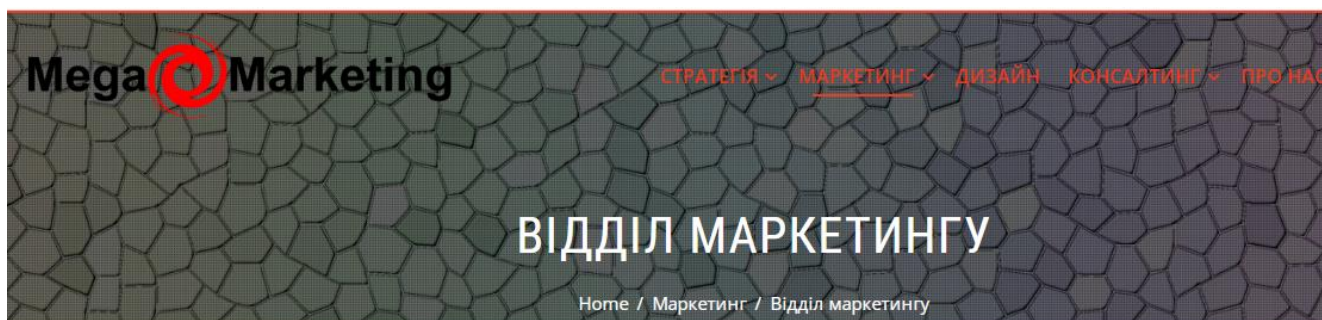 Mega Marketing
СТРАТЕГІЯ МАРКЕТИНГ ДИЗАЙН КОНСАЛТИНГ ПРО НАС
ВІДДІЛ МАРКЕТИНГУ
Home / Маркетинг / Відділ маркетингу